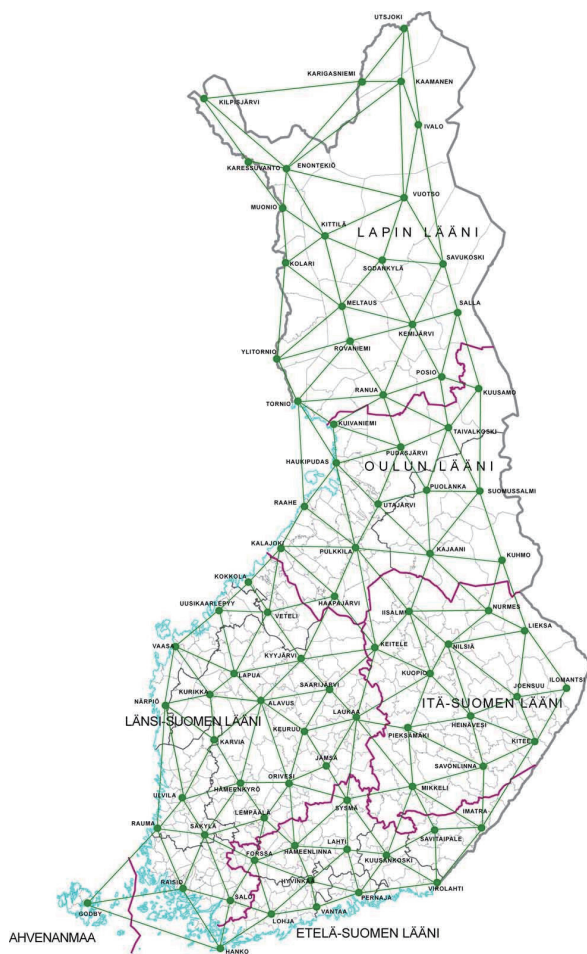 UTSJOKI
KARIGASNIEMI
KAAMANEN
KILPISJÄRVI
IVALO
KARESSUVANTO
ENONTEKIÖ
VUOTSO
MUONIO
KITTILÄ
LAPIN LÄÄNI
KOLARI
SODANKYLÄ
SAVUKOSKI
MELTAUS
SALLA
KEMIJÄRVI
ROVANIEMI
YLITORNIO
POSIO
RANUA
KUUSAMO
TORNIO
KUIVANIEMI
TAIVALKOSKI
PUDASJÄRVI
HAUKIPUDAS
OULUN LÄÄNI
PUOLANKA
SUOMUSSALMI
RAAHE
UTAJÄRVI
KALAJOKI
PULKKILA
KAJAANI
KUHMO
KOKKOLA
UUSIKAARLEPYY
HAAPAJÄRVI
IISALMI
NURMES
VETELI
LIEKSA
VAASA
KEITELE
NILSIÄ
KYYJÄRVI
LAPUA
KUOPIO
ILOMANTSI
SAARIJÄRVI
JOENSUU
KURIKKA
NÄRPIÖ
ALAVUS
ITÄ-SUOMEN LÄÄNI
LÄNSI-SUOMEN LÄÄNI
LAUKAA
HEINÄVESI
KEURUU
PIEKSÄMÄKI
KARVIA
KITEE
JÄMSÄ
SAVONLINNA
ORIVESI
HÄMEENKYRÖ
MIKKELI
ULVILA
SYSMÄ
IMATRA
LEMPÄÄLÄ
RAUMA
SÄKYLÄ
SAVITAIPALE
LAHTI
FORSSA
HÄMEENLINNA
KUUSANKOSKI
HYVINKÄÄ
RAISIO
VIROLAHTI
SALO
PERNAJA
GODBY
LOHJA
VANTAA
AHVENANMAA
ETELÄ-SUOMEN LÄÄNI
HANKO